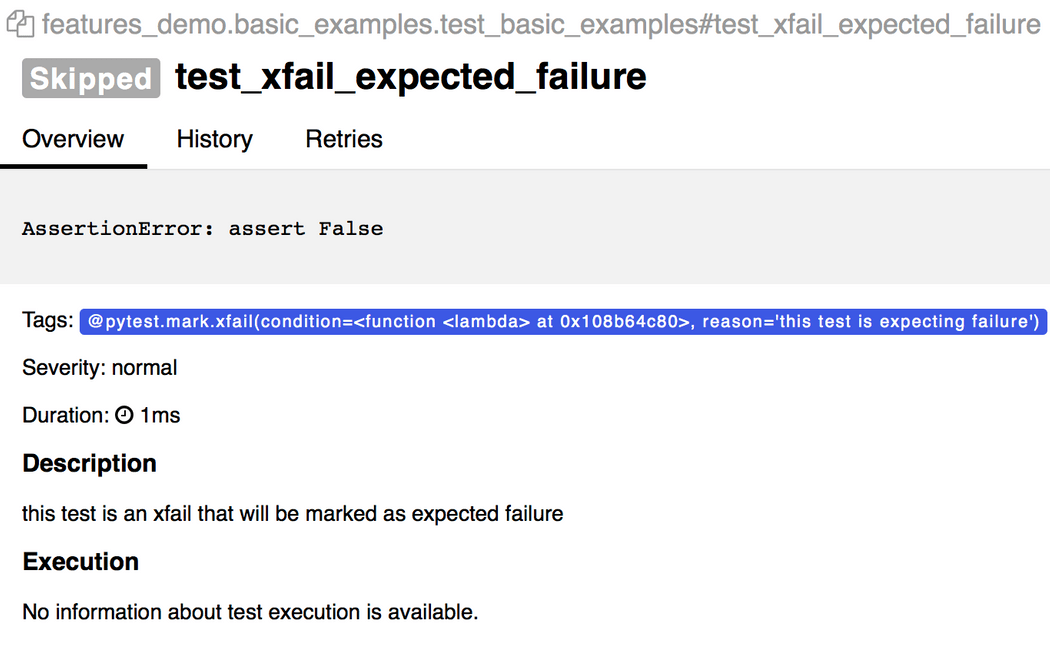 features_demo.basic_examples.test_basic_examples#test_xfail_expected_failure
Skipped test_xfail_expected_failure
Overview History Retries
AssertionError: assert False
Tags: @pytest.mark.xfail(condition=<function <lambda> at 0x108b64c80>, reason='this test is expecting failure')
Severity: normal
Duration: 1ms
Description
this test is an xfail that will be marked as expected failure
Execution
No information about test execution is available.